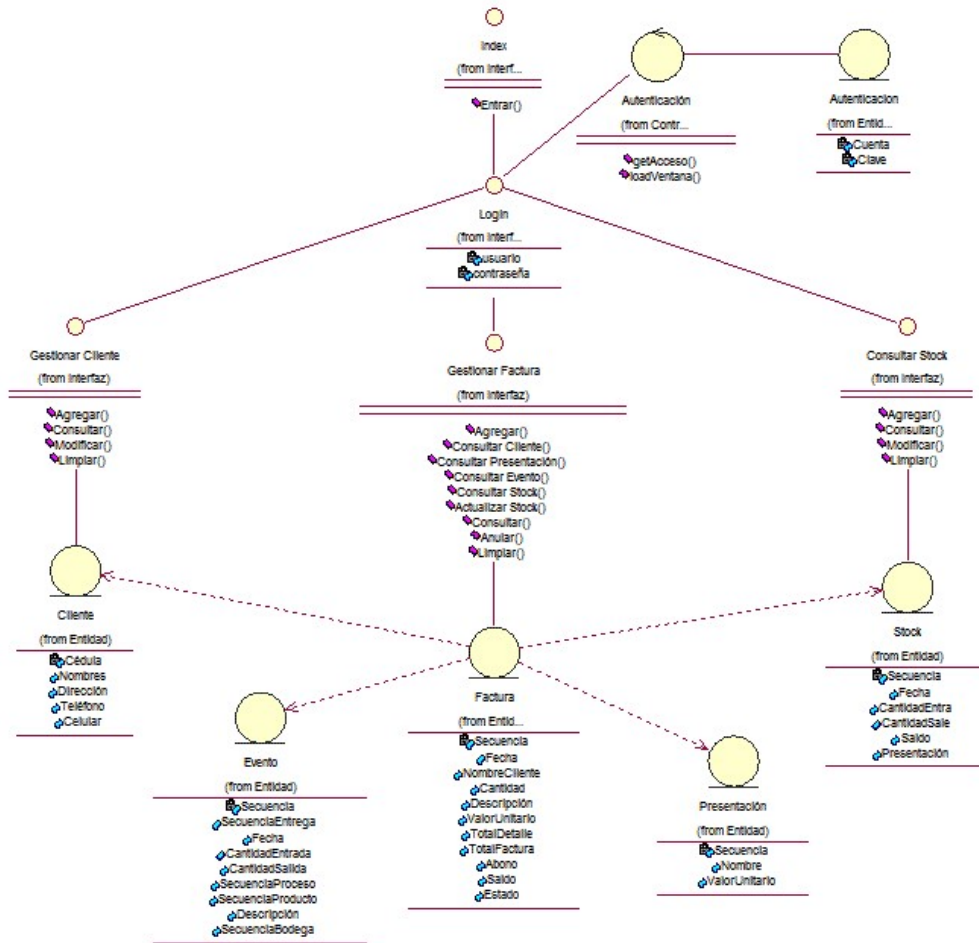 Index
(from Interf...
Entrar()
Autenticación
(from Contr...
getAcceso()
loadVentana()
Autenticacion
(from Entid...
Cuenta
Clave
Login
(from Interf...
usuario
contraseña
Gestionar Cliente
(from Interfaz)
Agregar()
Consultar()
Modificar()
Limpiar()
Gestionar Factura
(from Interfaz)
Agregar()
Consultar Cliente()
Consultar Presentación()
Consultar Evento()
Consultar Stock()
Actualizar Stock()
Consultar()
Anular()
Limpiar()
Consultar Stock
(from Interfaz)
Agregar()
Consultar()
Modificar()
Limpiar()
Cliente
(from Entidad)
Cédula
Nombres
Dirección
Teléfono
Celular
Evento
(from Entidad)
Secuencia
SecuenciaEntrega
Fecha
CantidadEntrada
CantidadSalida
SecuenciaProceso
SecuenciaProducto
Descripción
SecuenciaBodega
Factura
(from Entid...
Secuencia
Fecha
NombreCliente
Cantidad
Descripción
ValorUnitario
TotalDetalle
TotalFactura
Abono
Saldo
Estado
Presentación
(from Entidad)
Secuencia
Nombre
ValorUnitario
Stock
(from Entidad)
Secuencia
Fecha
CantidadEntra
CantidadSale
Saldo
Presentación